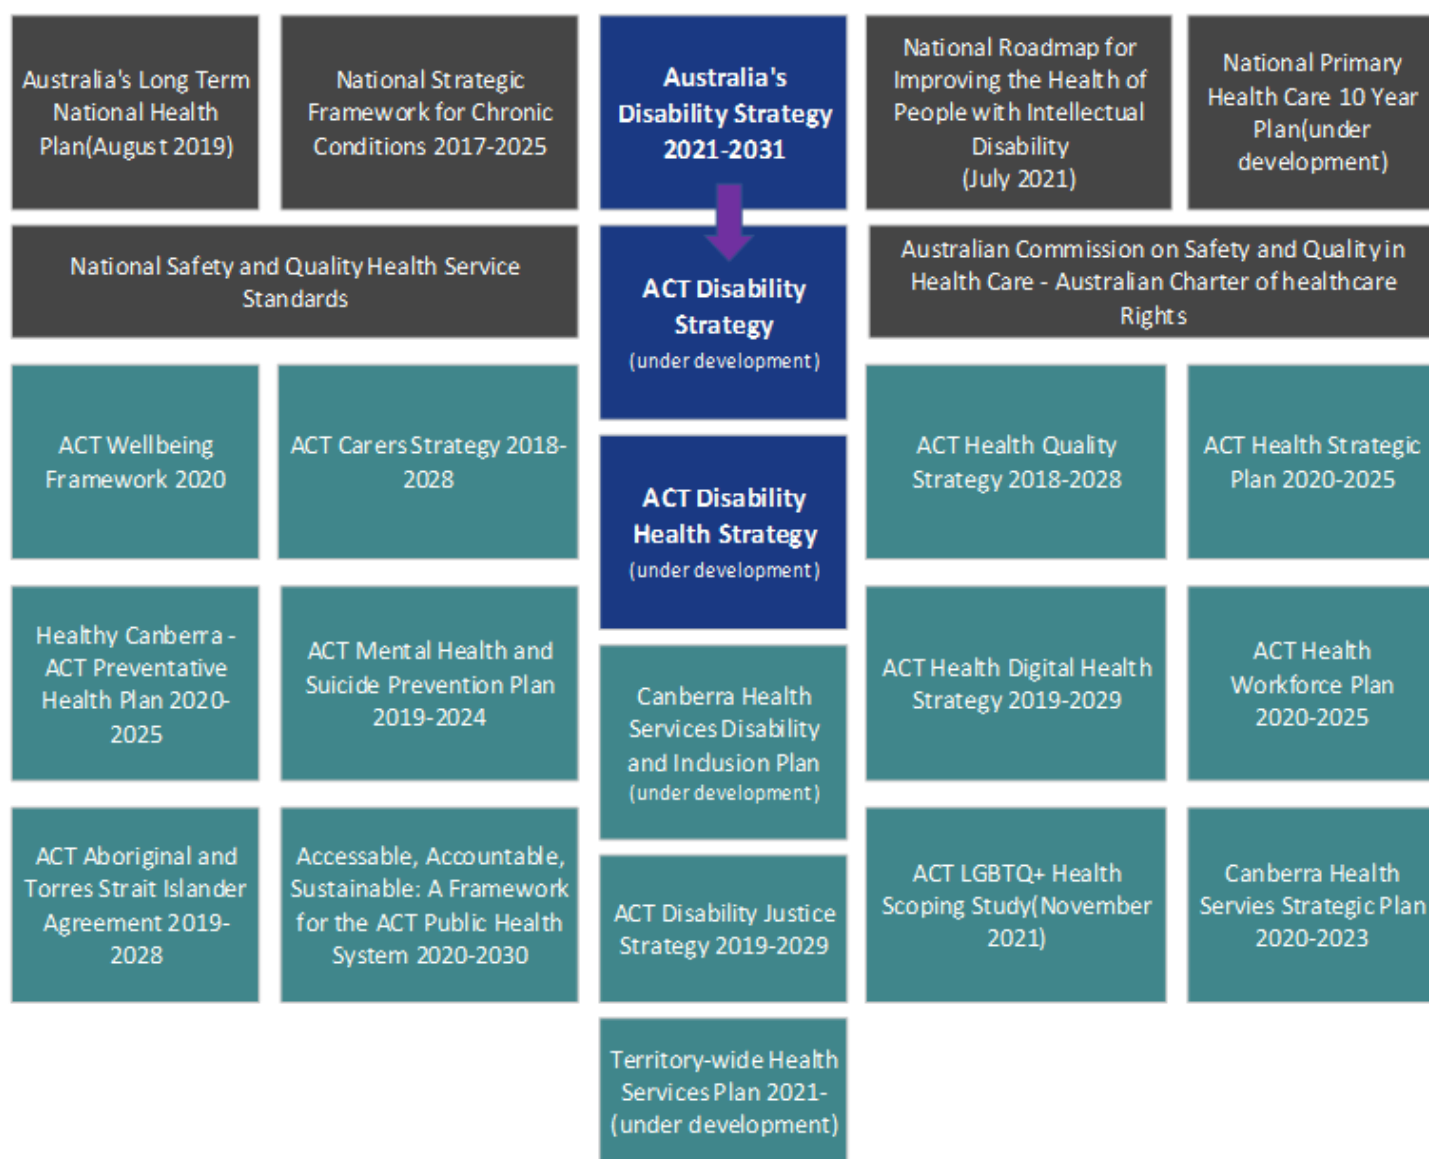 Australia's Long Term
National Health
Plan(August 2019)
National Strategic
Framework for Chronic
Conditions 2017-2025
Australia's
Disability Strategy
2021-2031
National Roadmap for
Improving the Health of
People with Intellectual
Disability
(July 2021)
National Primary
Health Care 10 Year
Plan(under
development)
National Safety and Quality Health Service
Standards
ACT Disability
Strategy
(under development)
Australian Commission on Safety and Quality in
Health Care - Australian Charter of healthcare
Rights
ACT Wellbeing
Framework 2020
ACT Carers Strategy 2018-
2028
ACT Disability
Health Strategy
(under development)
ACT Health Quality
Strategy 2018-2028
ACT Health Strategic
Plan 2020-2025
Healthy Canberra -
ACT Preventative
Health Plan 2020-
2025
ACT Mental Health and
Suicide Prevention Plan
2019-2024
Canberra Health
Services Disability
and Inclusion Plan
(under development)
ACT Health Digital Health
Strategy 2019-2029
ACT Health
Workforce Plan
2020-2025
ACT Aboriginal and
Torres Strait Islander
Agreement 2019-
2028
Accessable, Accountable,
Sustainable: A Framework
for the ACT Public Health
System 2020-2030
ACT Disability Justice
Strategy 2019-2029
ACT LGBTQ+ Health
Scoping Study(November
2021)
Canberra Health
Servies Strategic Plan
2020-2023
Territory-wide Health
Services Plan 2021-
(under development)